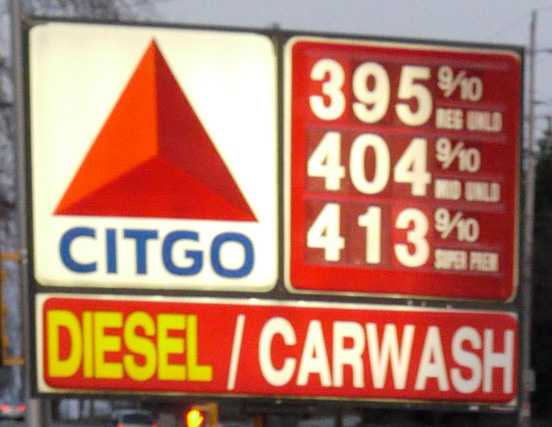 CITGO
395 9/10
REG UNLD
404 9/10
MID UNLD
413 9/10
SUPER PREM
DIESEL / CARWASH